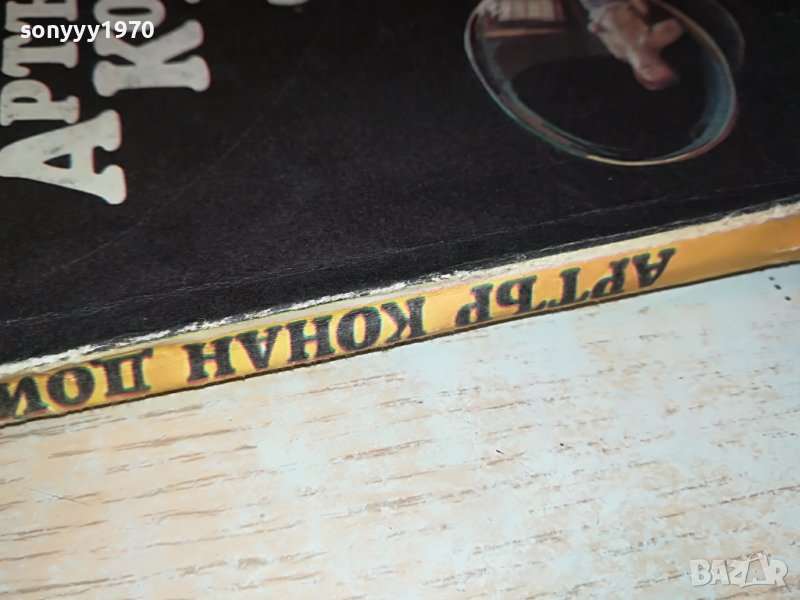 sonyyy1970
АРТЪ
КО
А
К
АРТЪР КОНАН ДОЙ
BAZAR